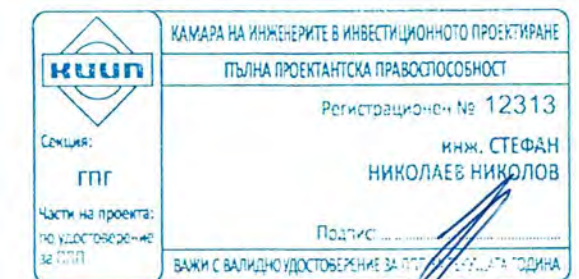 КАМАРА НА ИНЖЕНЕРИТЕ В ИНВЕСТИЦИОННОТО ПРОЕКТИРАНЕ
КИИП
ПЪЛНА ПРОЕКТАНТСКА ПРАВОСПОСОБНОСТ
Регистрационен № 12313
Секция:
ГПГ
инж. СТЕФАН
НИКОЛАЕВ НИКОЛОВ
Части на проекта:
по удостоверение
за ППП
Подпис:
ВАЖИ С ВАЛИДНО УДОСТОВЕРЕНИЕ ЗА ППП ГОДИНА